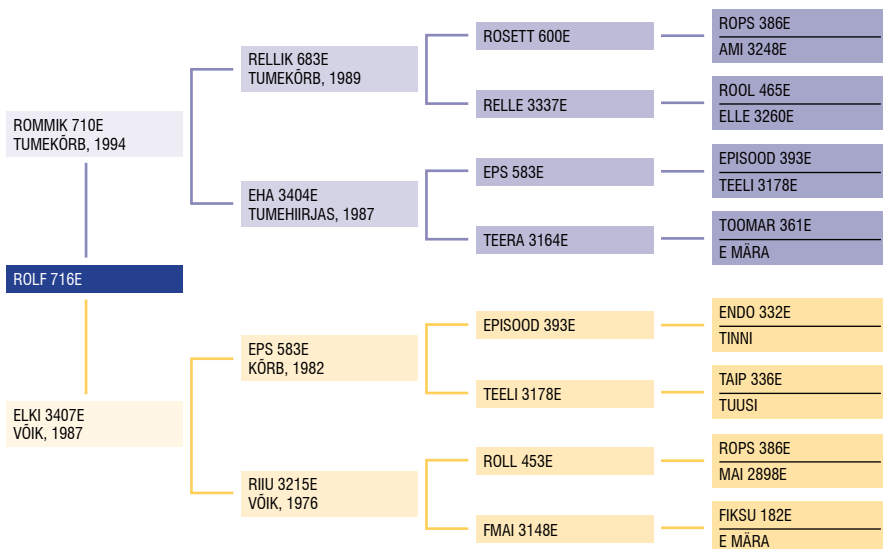 ROMMIK 710E
TUMEKÕRB, 1994
ROLF 716E
ELKI 3407E
VÕIK, 1987
RELLIK 683E
TUMEKÕRB, 1989
EHA 3404E
TUMEHIIRJAS, 1987
EPS 583E
KÕRB, 1982
RIIU 3215E
VÕIK, 1976
ROSETT 600E
RELLE 3337E
EPS 583E
TEERA 3164E
EPISOOD 393E
TEELI 3178E
ROLL 453E
FMAI 3148E
ROPS 386E
AMI 3248E
ROOL 465E
ELLE 3260E
EPISOOD 393E
TEELI 3178E
TOOMAR 361E
E MÄRA
ENDO 332E
TINNI
TAIP 336E
TUUSI
ROPS 386E
MAI 2898E
FIKSU 182E
E MÄRA